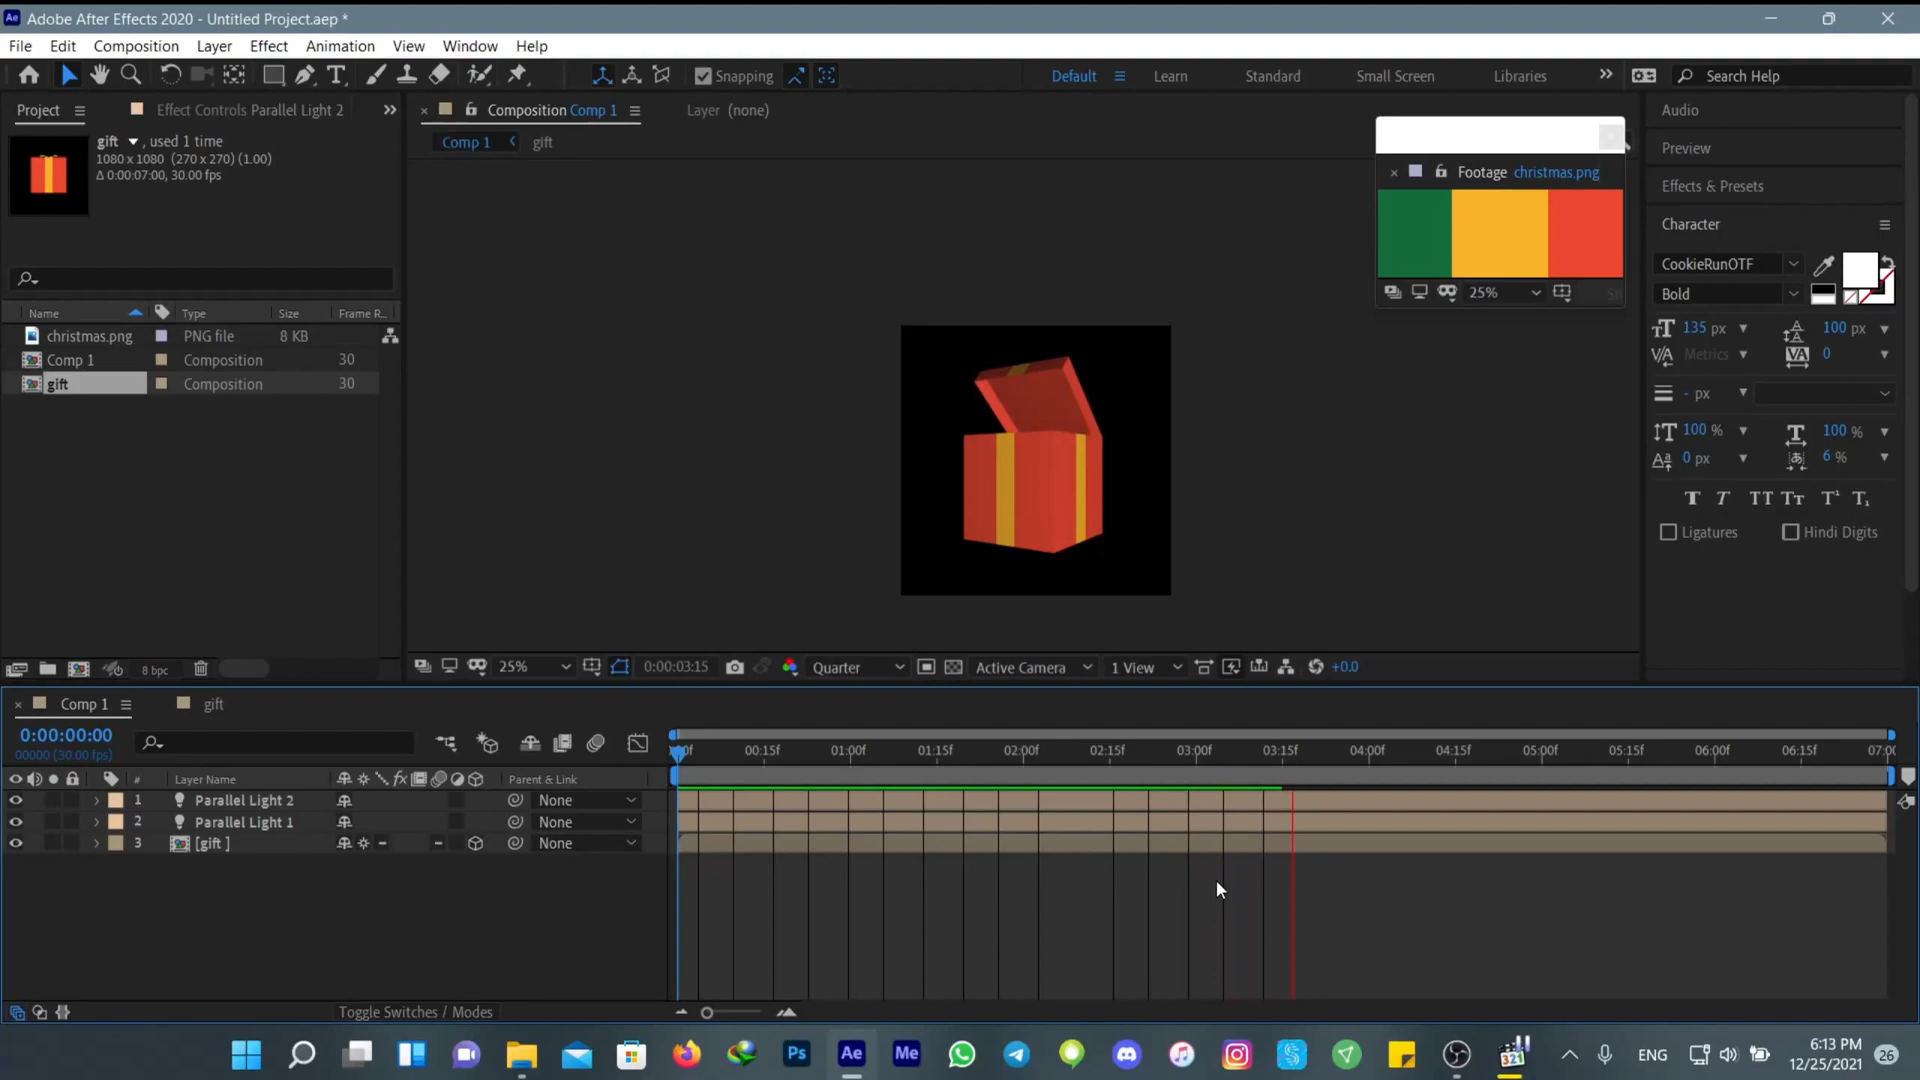 Adobe After Effects 2020 - Untitled Project.aep *
File Edit Composition Layer Effect Animation View Window Help
Snapping
Default Learn Standard Small Screen Libraries Search Help
Project Effect Controls Parallel Light 2
Composition Comp 1 Layer (none)
Audio
gift , used 1 time
1080 x 1080 (270 x 270) (1.00)
Δ 0:00:07:00, 30.00 fps
Comp 1 gift
Preview
Footage christmas.png
Effects & Presets
Character
CookieRunOTF
Bold
25%
135 px 100 px
Metrics 0
- px
100 % 100 %
0 px 6 %
T T TT Tt T¹ T₁
Ligatures Hindi Digits
Name Type Size Frame R...
christmas.png PNG file 8 KB
Comp 1 Composition 30
gift Composition 30
8 bpc
25% 0:00:03:15 Quarter Active Camera 1 View +0.0
Comp 1 gift
0:00:00:00
00000 (30.00 fps)
00:15f 01:00f 01:15f 02:00f 02:15f 03:00f 03:15f 04:00f 04:15f 05:00f 05:15f 06:00f 06:15f 07:00
# Layer Name Parent & Link
1 Parallel Light 2 None
2 Parallel Light 1 None
3 [gift ] None
Toggle Switches / Modes
Ps Ae Me 321 ENG
6:13 PM
12/25/2021 26